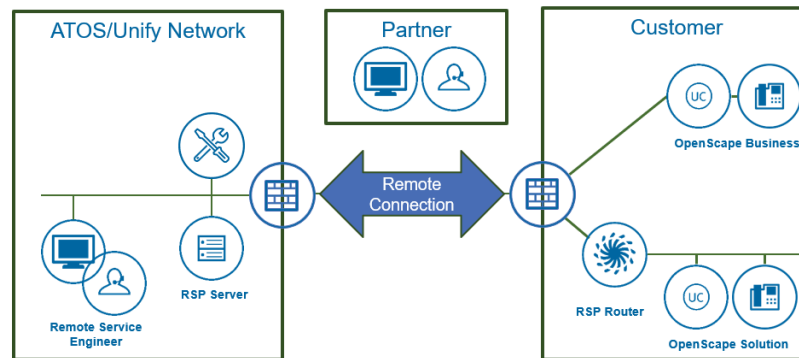 ATOS/Unify Network
Partner
Customer
UC
OpenScape Business
Remote
Connection
RSP Server
Remote Service
Engineer
RSP Router
UC
OpenScape Solution